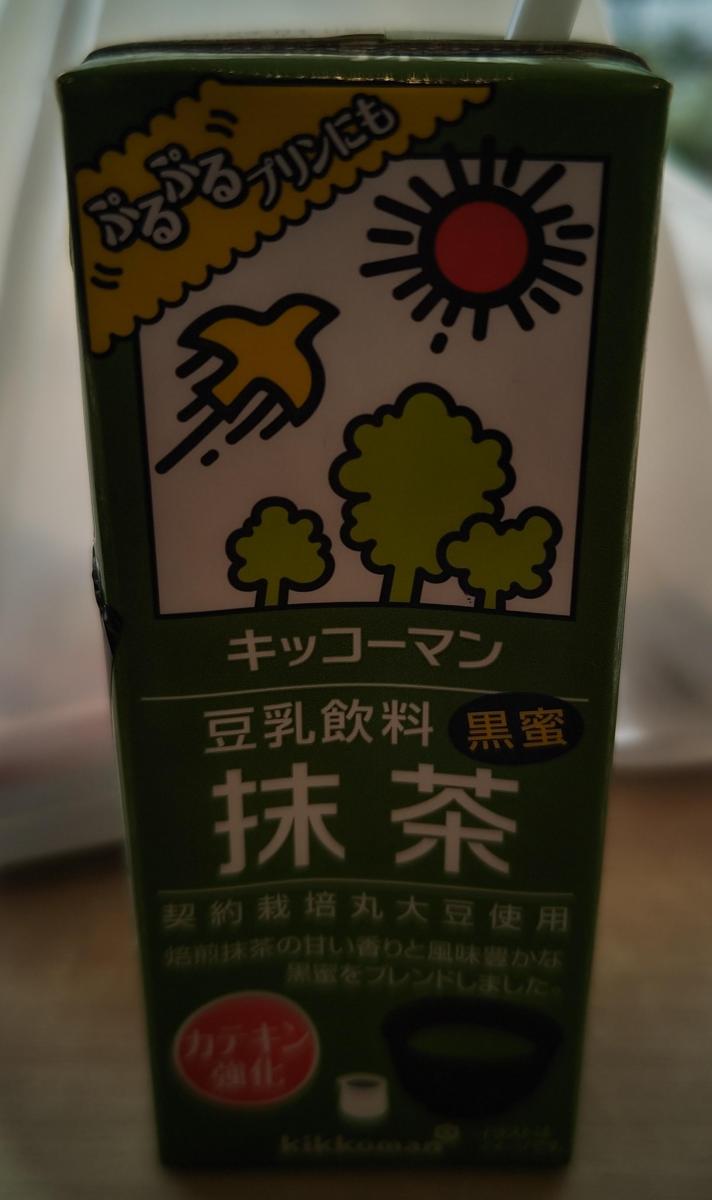 ぷるぷるプリンにも
キッコーマン
豆乳飲料 黒蜜
抹茶
契約栽培丸大豆使用
焙煎抹茶の甘い香りと風味豊かな
黒蜜をブレンドしました。
カテキン
強化
kikkoman